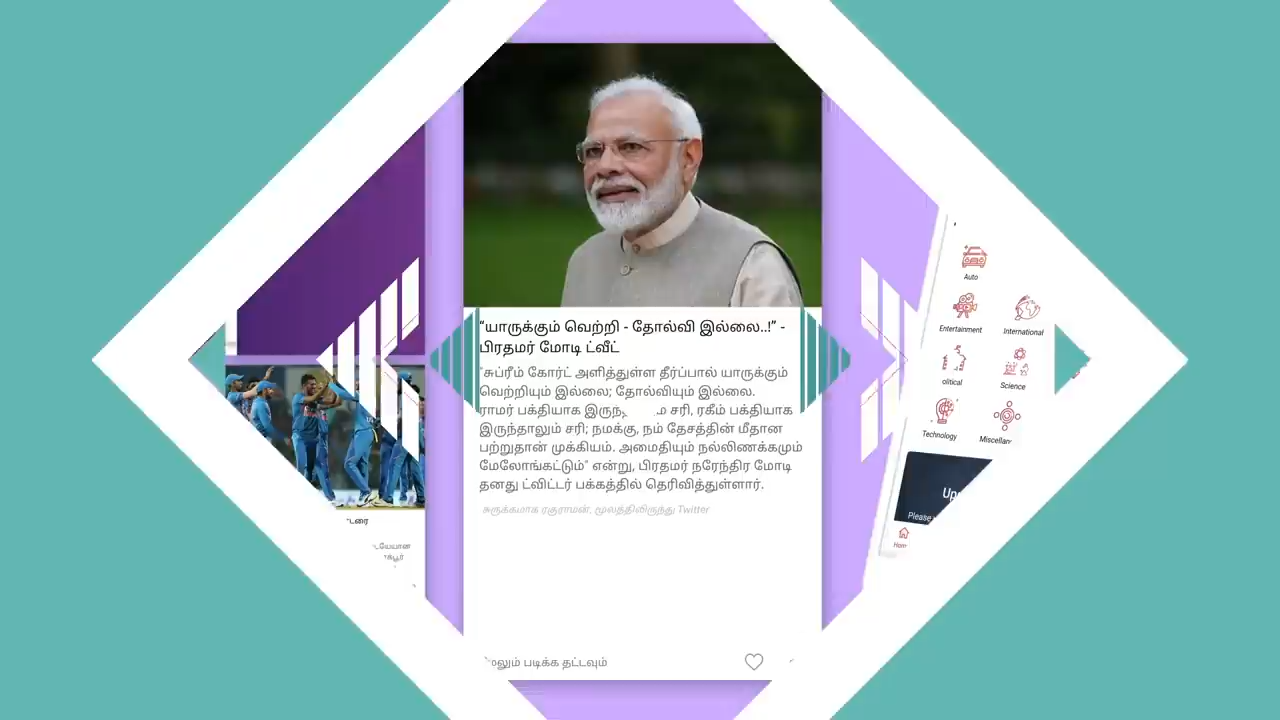 “யாருக்கும் வெற்றி - தோல்வி இல்லை..!” -
பிரதமர் மோடி ட்வீட்
"சுப்ரீம் கோர்ட் அளித்துள்ள தீர்ப்பால் யாருக்கும்
வெற்றியும் இல்லை; தோல்வியும் இல்லை.
ராமர் பக்தியாக சரி, ரகீம் பக்தியாக
இருந்தாலும் சரி; நமக்கு, நம் தேசத்தின் மீதான
பற்றுதான் முக்கியம். அமைதியும் நல்லிணக்கமும்
மேலோங்கட்டும்" என்று, பிரதமர் நரேந்திர மோடி
தனது ட்விட்டர் பக்கத்தில் தெரிவித்துள்ளார்.
சுருக்கமாக ரகுராமன், மூலத்திலிருந்து Twitter
படிக்க தட்டவும்
Auto
Entertainment International
Science
Technology
Please